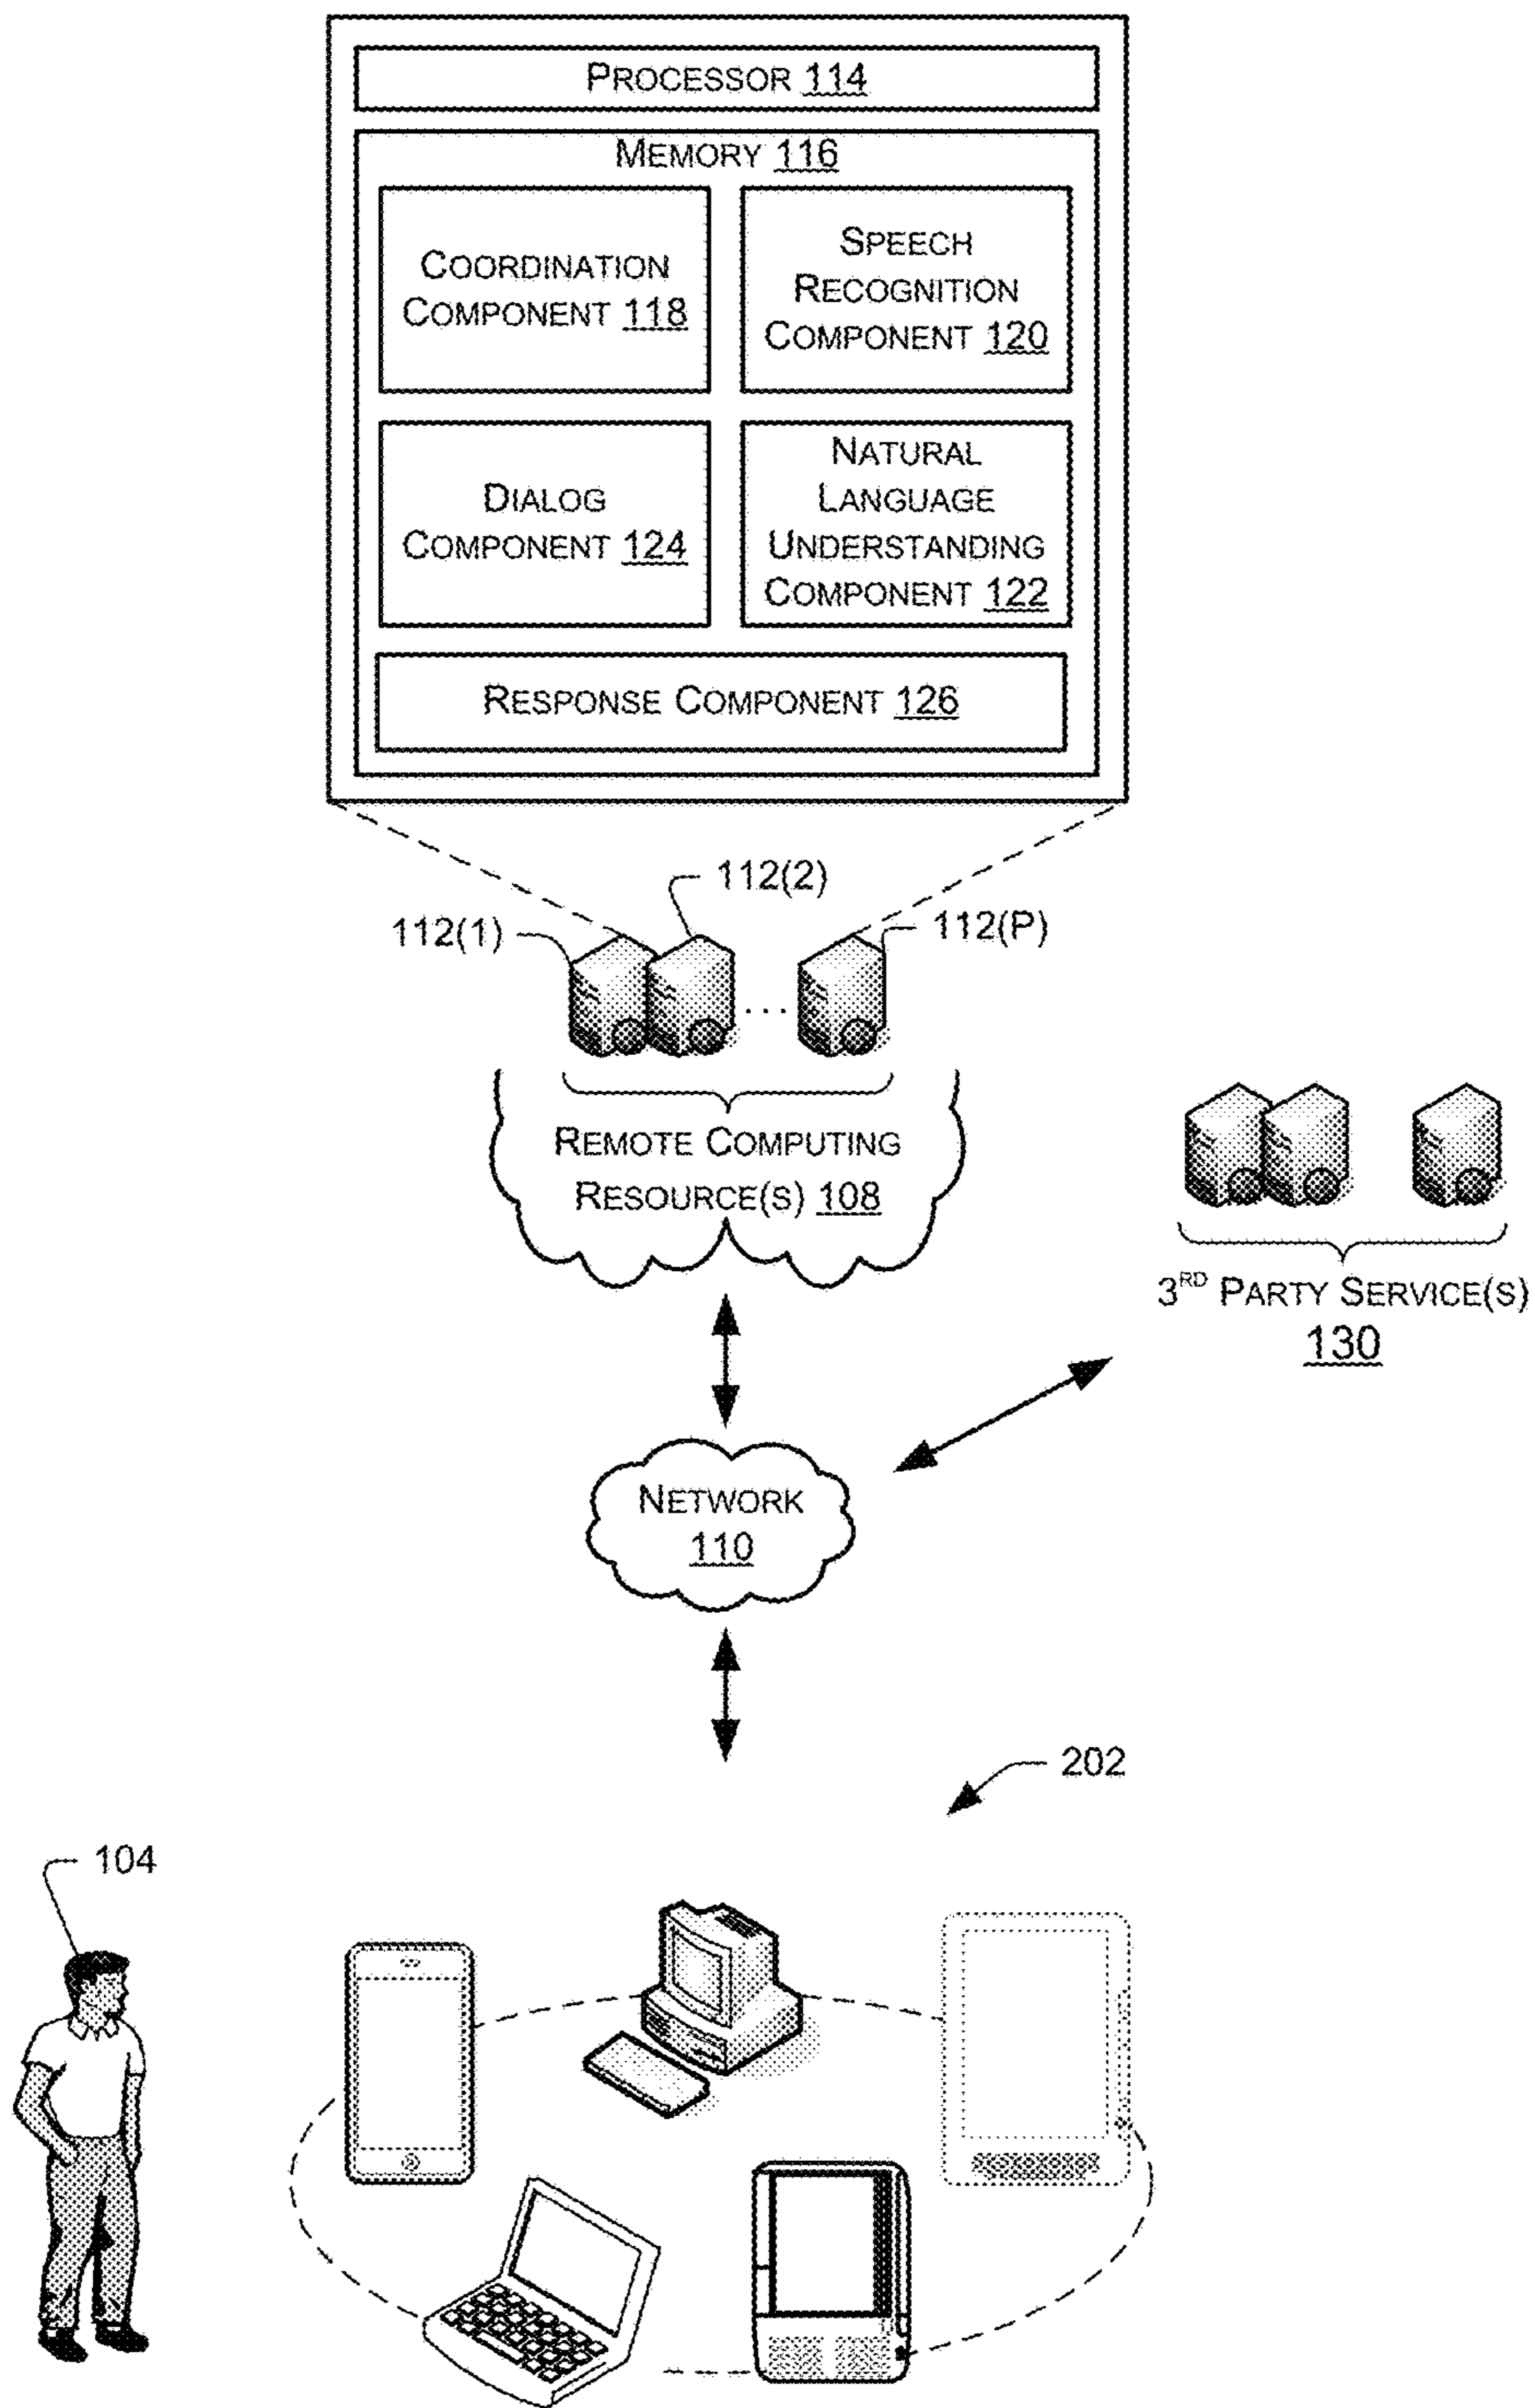 PROCESSOR 114
MEMORY 116
COORDINATION
COMPONENT 118
SPEECH
RECOGNITION
COMPONENT 120
DIALOG
COMPONENT 124
NATURAL
LANGUAGE
UNDERSTANDING
COMPONENT 122
RESPONSE COMPONENT 126
112(1)
112(2)
112(P)
...
REMOTE COMPUTING
RESOURCE(S) 108
3RD PARTY SERVICE(S)
130
NETWORK
110
202
104